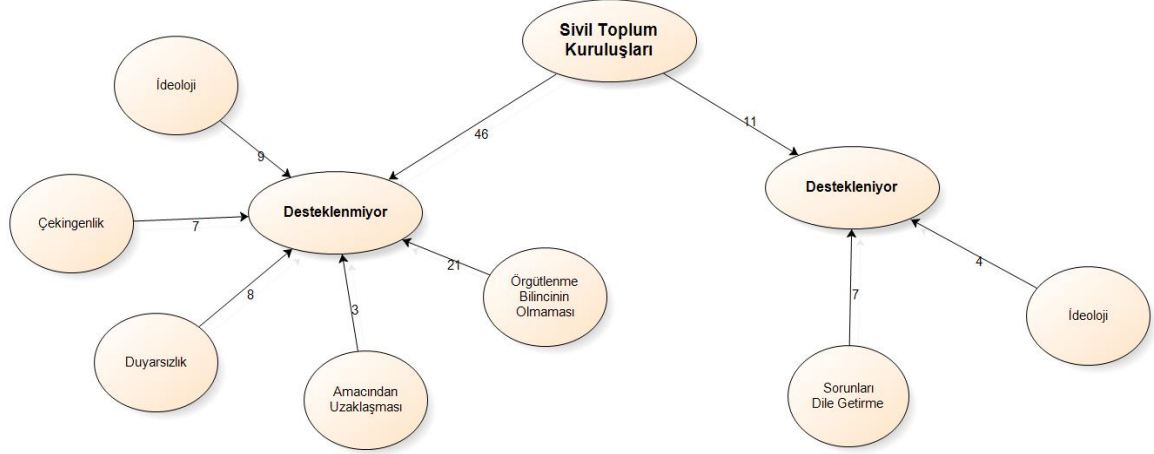 Sivil Toplum
Kuruluşları
İdeoloji
9
46
11
Çekingenlik
7
Desteklenmiyor
Destekleniyor
21
Örgütlenme
Bilincinin
Olmaması
8
3
7
4
Duyarsızlık
Amacından
Uzaklaşması
Sorunları
Dile Getirme
İdeoloji